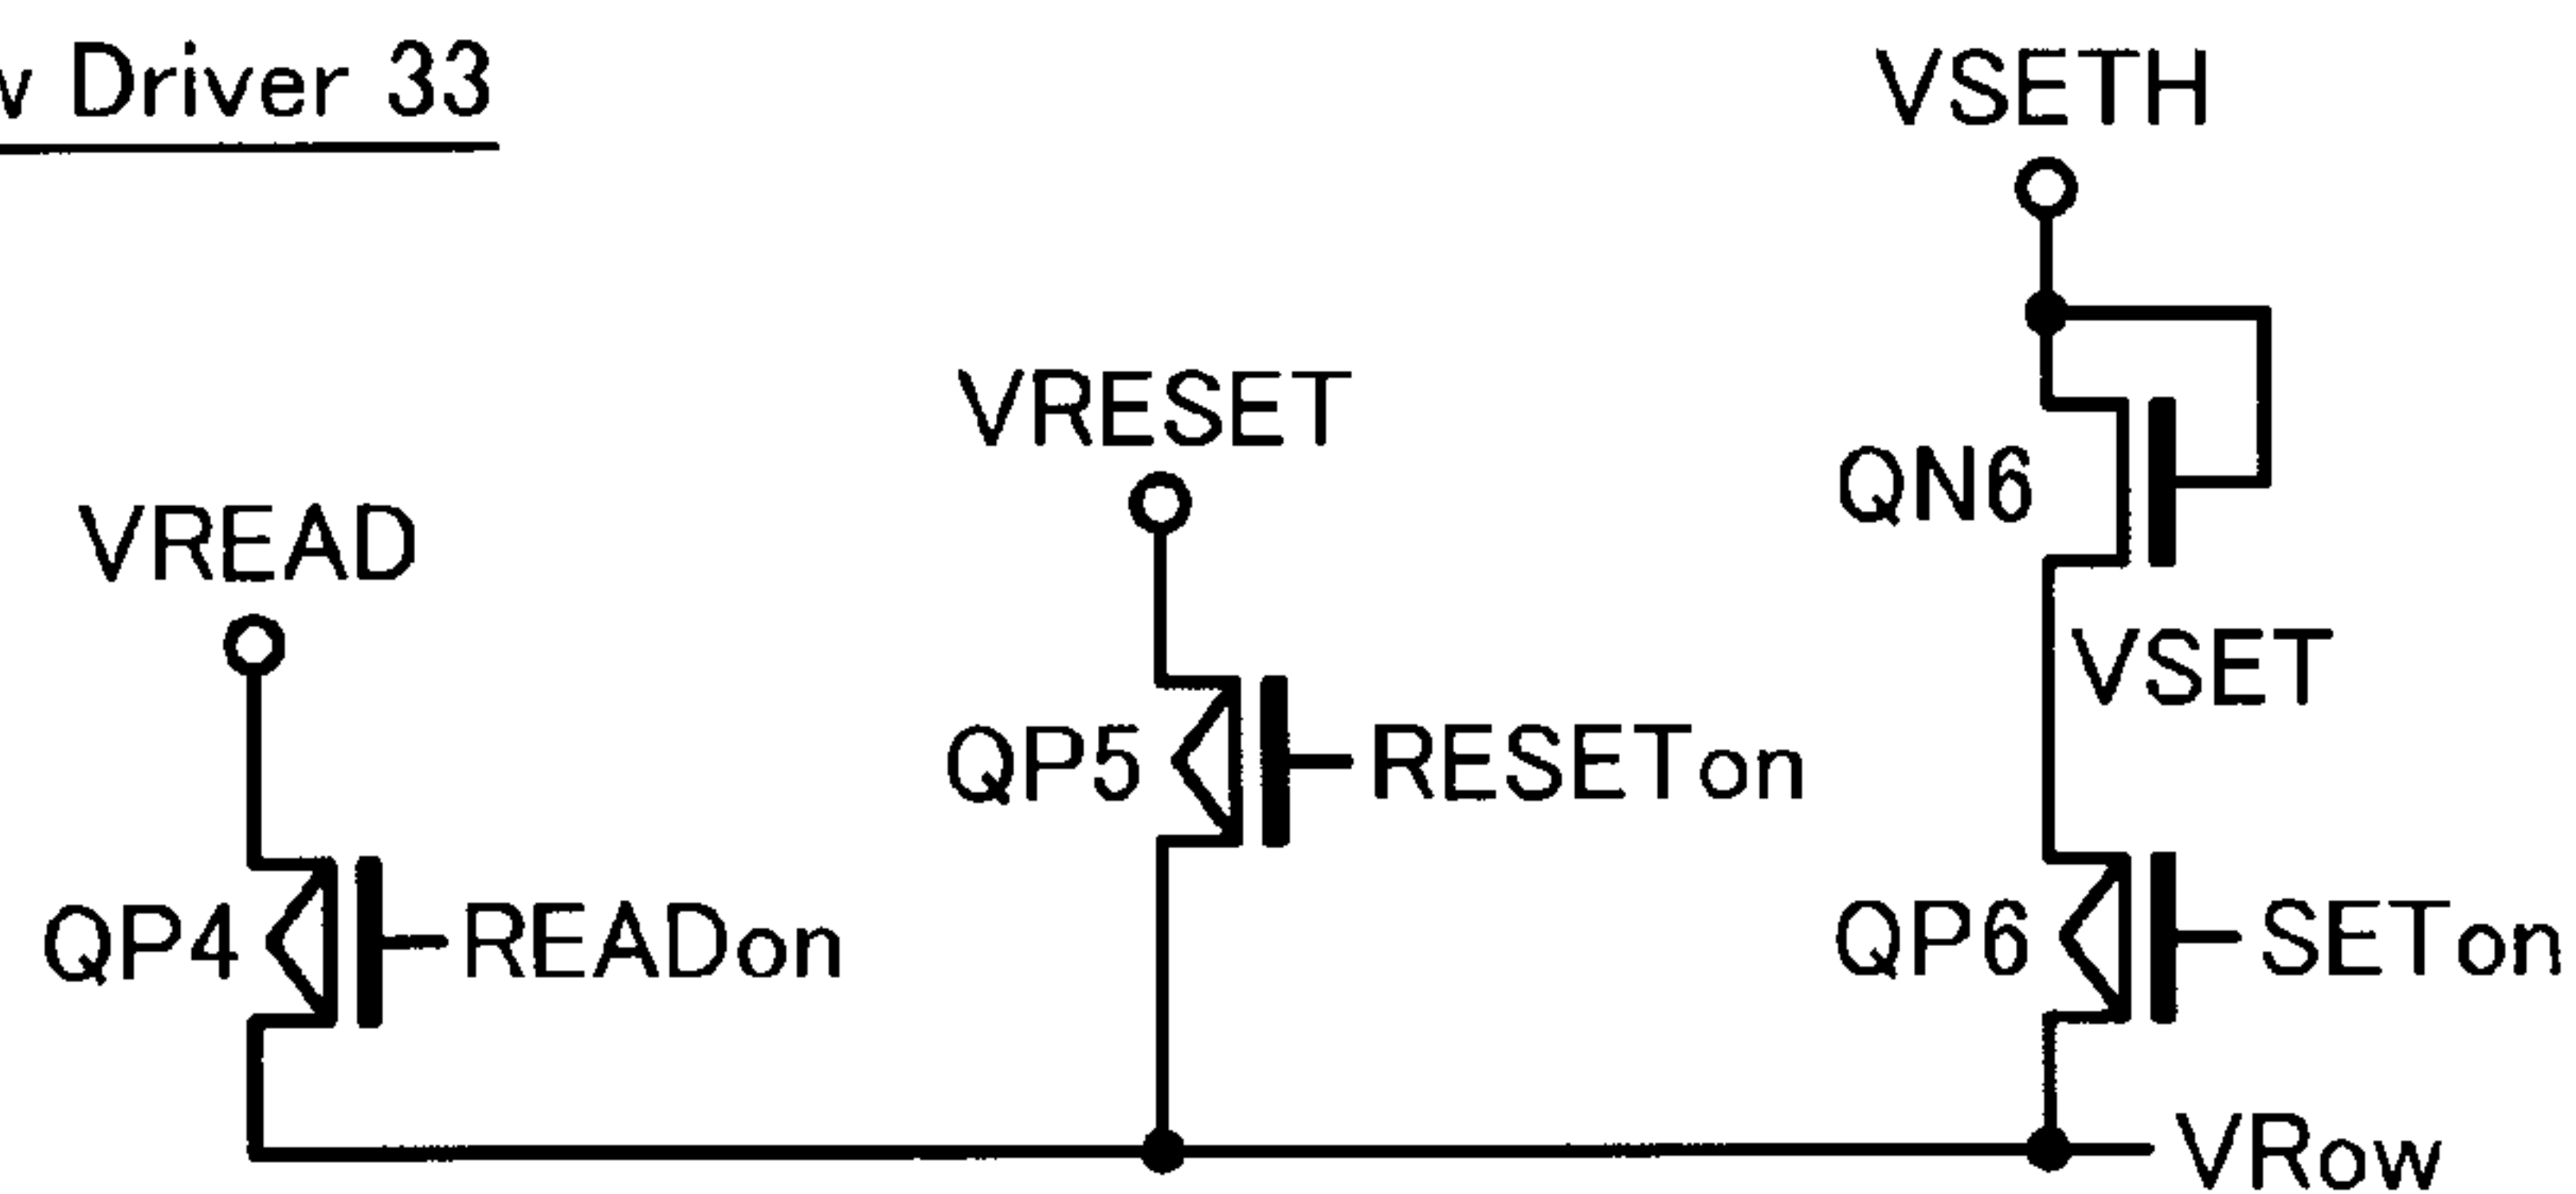 w Driver 33
VSETH
VRESET
QN6
VREAD
VSET
QP5
RESETon
QP4
READon
QP6
SETon
VRow